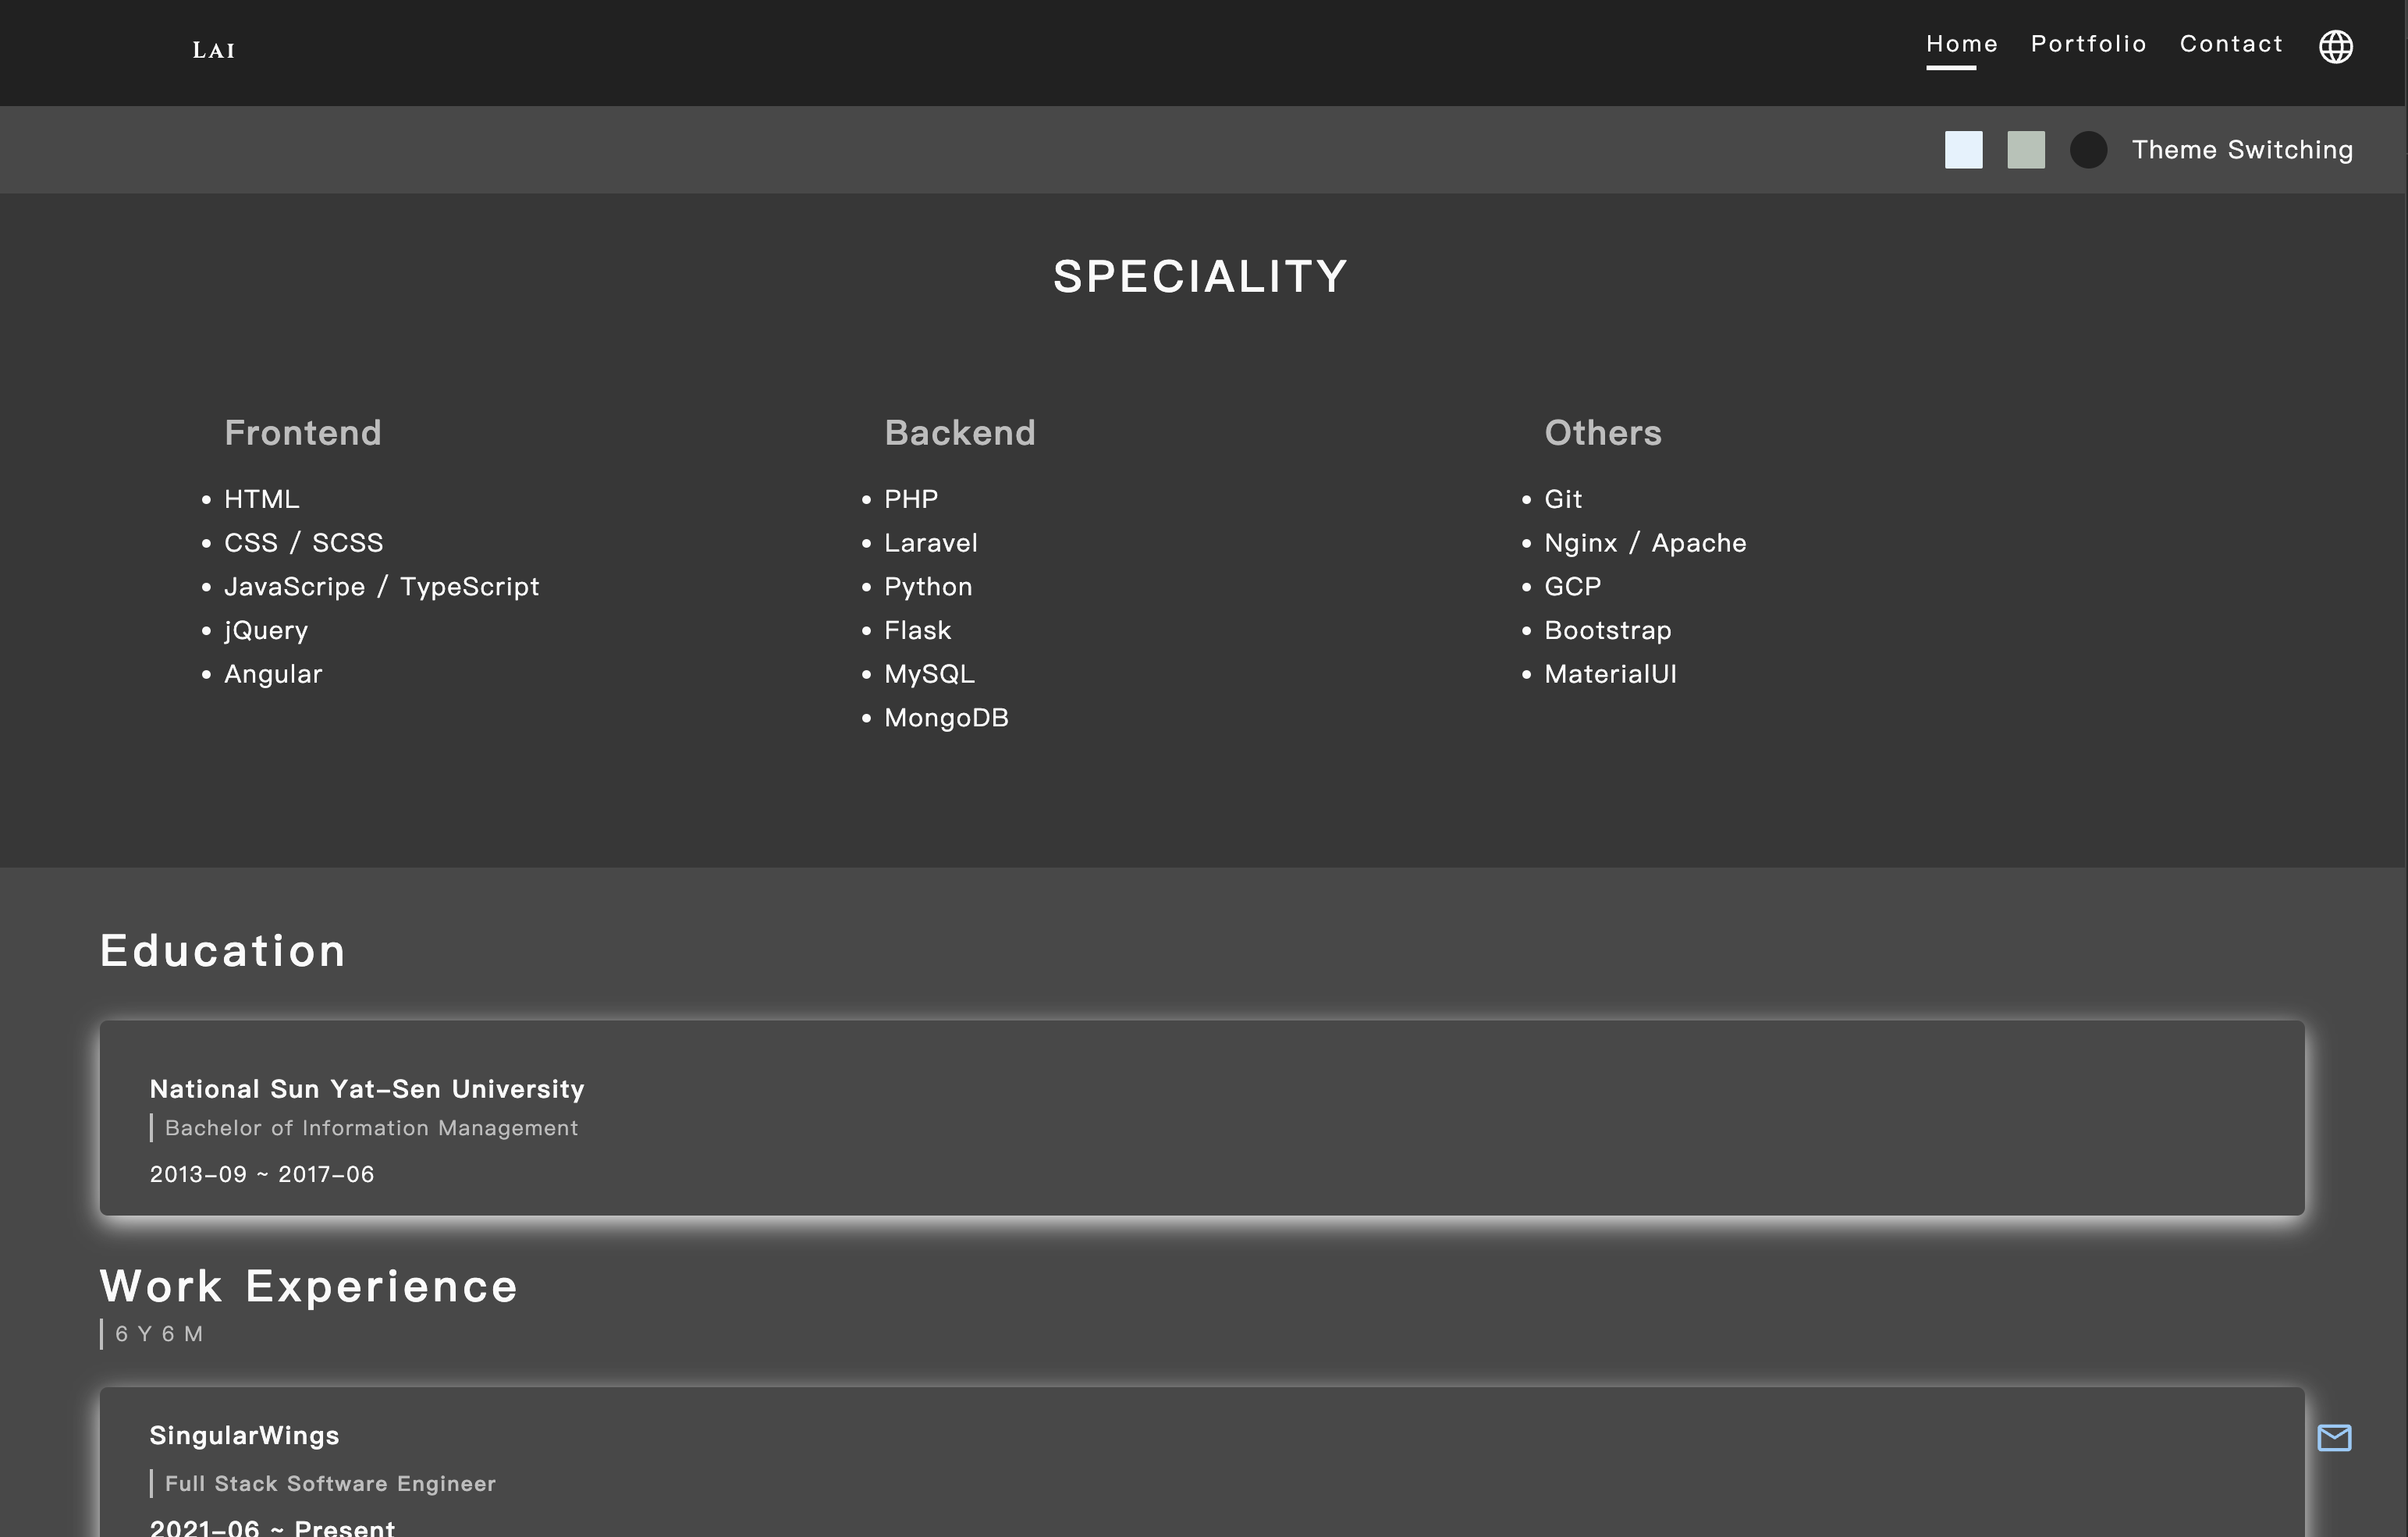 LAI
Home Portfolio Contact
Theme Switching
SPECIALITY
Frontend
HTML
CSS / SCSS
JavaScripe / TypeScript
jQuery
Angular
Backend
PHP
Laravel
Python
Flask
MySQL
MongoDB
Others
Git
Nginx / Apache
GCP
Bootstrap
MaterialUI
Education
National Sun Yat-Sen University
Bachelor of Information Management
2013-09 ~ 2017-06
Work Experience
6 Y 6 M
SingularWings
Full Stack Software Engineer
2021-06 ~ Present